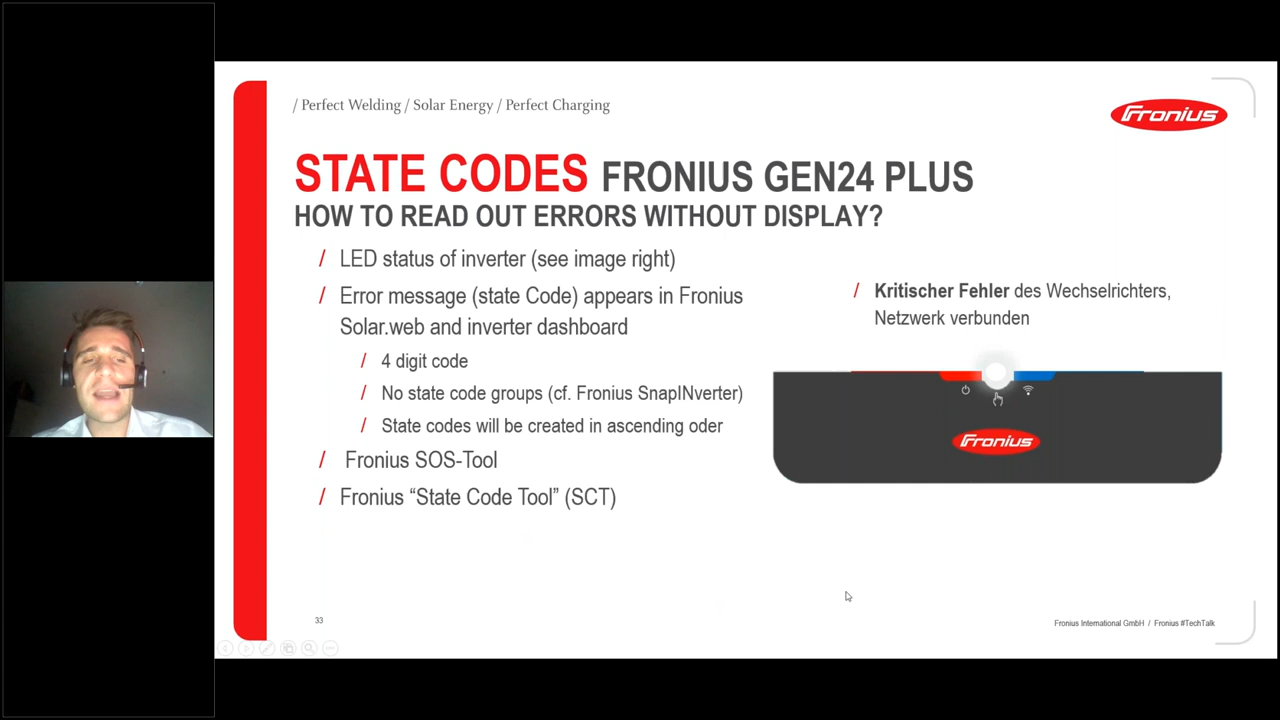 / Perfect Welding / Solar Energy / Perfect Charging
Fronius
STATE CODES FRONIUS GEN24 PLUS
HOW TO READ OUT ERRORS WITHOUT DISPLAY?
/ LED status of inverter (see image right)
/ Error message (state Code) appears in Fronius
Solar.web and inverter dashboard
/ 4 digit code
/ No state code groups (cf. Fronius SnapINverter)
/ State codes will be created in ascending oder
/ Fronius SOS-Tool
/ Fronius “State Code Tool” (SCT)
/ Kritischer Fehler des Wechselrichters,
Netzwerk verbunden
Fronius
33
Fronius International GmbH / Fronius #TechTalk